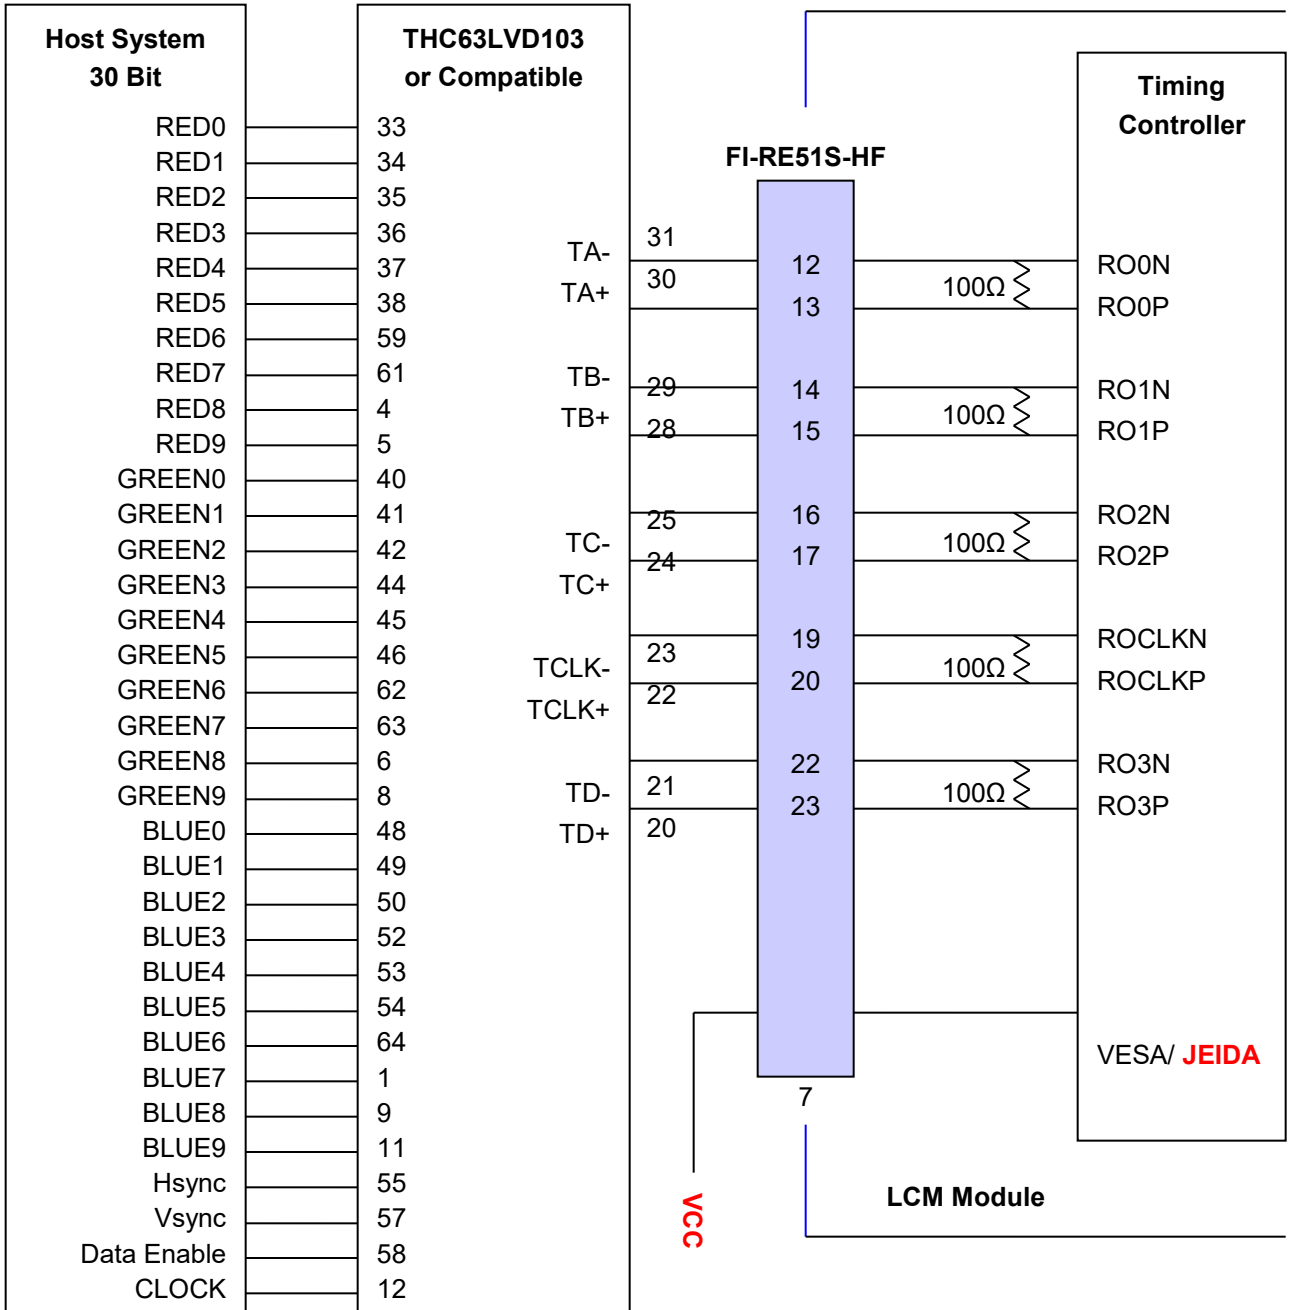 Host System
30 Bit
RED0
RED1
RED2
RED3
RED4
RED5
RED6
RED7
RED8
RED9
GREEN0
GREEN1
GREEN2
GREEN3
GREEN4
GREEN5
GREEN6
GREEN7
GREEN8
GREEN9
BLUE0
BLUE1
BLUE2
BLUE3
BLUE4
BLUE5
BLUE6
BLUE7
BLUE8
BLUE9
Hsync
Vsync
Data Enable
CLOCK
THC63LVD103
or Compatible
33
34
35
36
37
38
59
61
4
5
40
41
42
44
45
46
62
63
6
8
48
49
50
52
53
54
64
1
9
11
55
57
58
12
TA-
TA+
TB-
TB+
TC-
TC+
TCLK-
TCLK+
TD-
TD+
31
30
29
28
25
24
23
22
21
20
FI-RE51S-HF
12
13
14
15
16
17
19
20
22
23
7
VCC
100Ω
100Ω
100Ω
100Ω
100Ω
Timing
Controller
RO0N
RO0P
RO1N
RO1P
RO2N
RO2P
ROCLKN
ROCLKP
RO3N
RO3P
VESA/ JEIDA
LCM Module